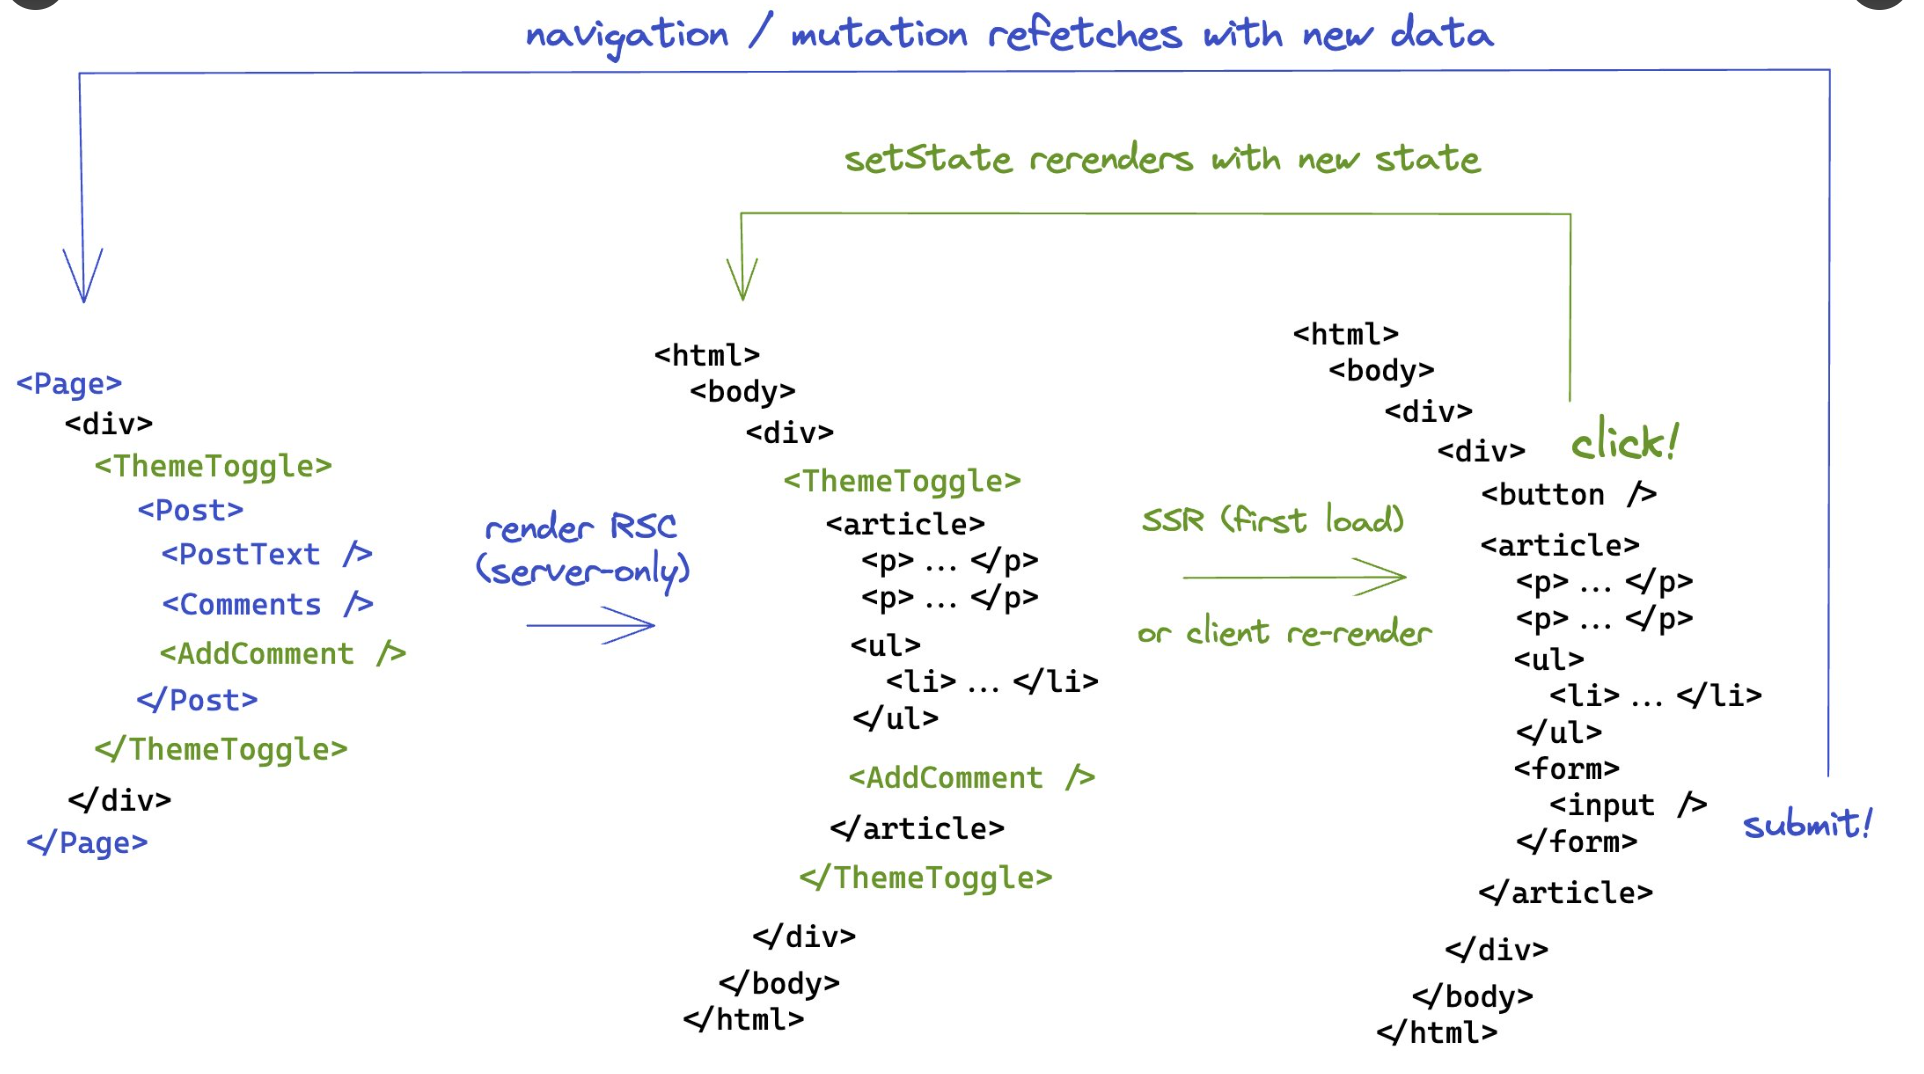 navigation / mutation refetches with new data
setState rerenders with new state
<Page>
<div>
<ThemeToggle>
<Post>
<PostText />
<Comments />
<AddComment />
</Post>
</ThemeToggle>
</div>
</Page>
render RSC
(server-only)
<html>
<body>
<div>
<ThemeToggle>
<article>
<p> ... </p>
<p> ... </p>
<ul>
<li> ... </li>
</ul>
<AddComment />
</article>
</ThemeToggle>
</div>
</body>
</html>
SSR (first load)
or client re-render
<html>
<body>
<div>
<div>
click!
<button />
<article>
<p> ... </p>
<p> ... </p>
<ul>
<li> ... </li>
</ul>
<form>
<input />
submit!
</form>
</article>
</div>
</body>
</html>